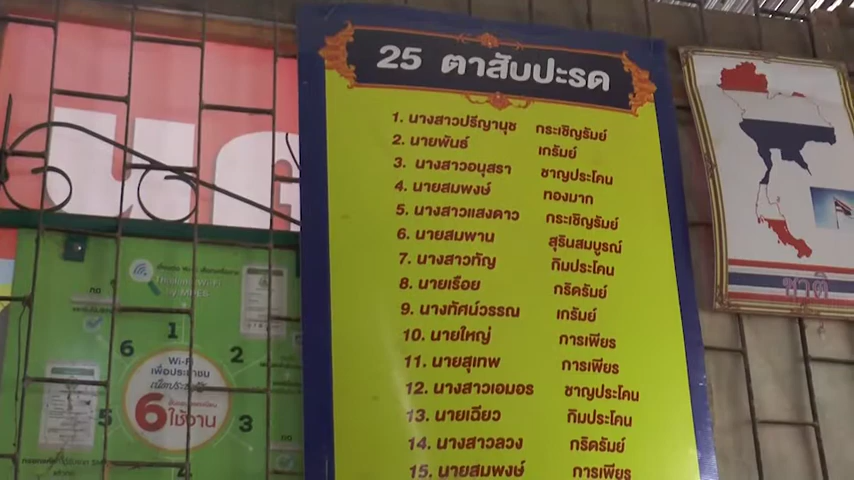 25 ตาสับปะรด
1. นางสาวปรีญานุช กระเชิญรัมย์
2. นายพันธ์ เกรัมย์
3. นางสาวอนุสรา ชาญประโคน
4. นายสมพงษ์ ทองมาก
5. นางสาวแสงดาว กระเชิญรัมย์
6. นายสมพาน สุรินสมบูรณ์
7. นางสาวทัญ กิมประโคน
8. นายเรือย กริดรัมย์
9. นางทัศน์วรรณ เกรัมย์
10. นายใหญ่ การเพียร
11. นายสุเทพ การเพียร
12. นางสาวเอมอร ชาญประโคน
13. นายเฉียว กิมประโคน
14. นางสาวลวง กริดรัมย์
15. นายสมพงษ์ การเพียร
ชาติ
1
2
3
5
6
Wi-Fi
เพื่อประชาชน
6
ใช้งาน